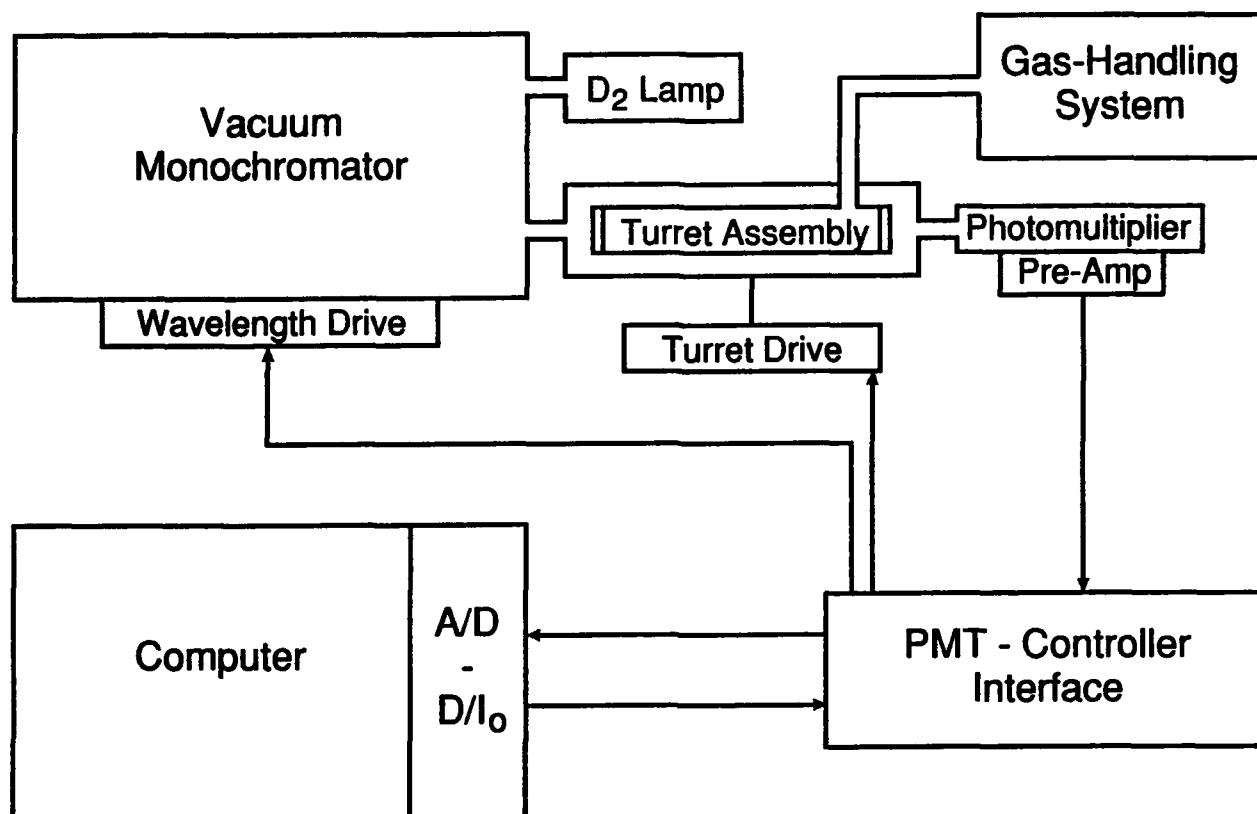 Vacuum
Monochromator
D₂ Lamp
Gas-Handling
System
Turret Assembly
Photomultiplier
Pre-Amp
Wavelength Drive
Turret Drive
Computer
A/D
-
D/I₀
PMT - Controller
Interface